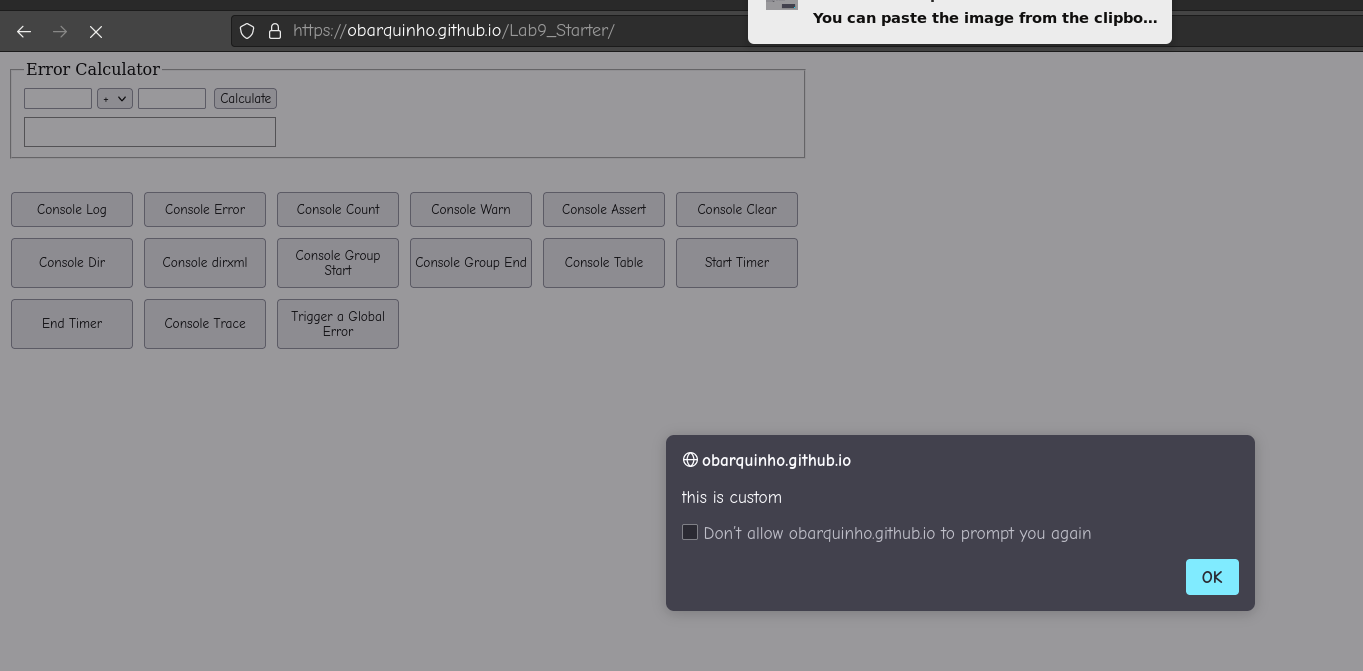 You can paste the image from the clipbo...
https://obarquinho.github.io/Lab9_Starter/
Error Calculator
+
Calculate
Console Log
Console Error
Console Count
Console Warn
Console Assert
Console Clear
Console Dir
Console dirxml
Console Group
Start
Console Group End
Console Table
Start Timer
End Timer
Console Trace
Trigger a Global
Error
obarquinho.github.io
this is custom
Don't allow obarquinho.github.io to prompt you again
OK